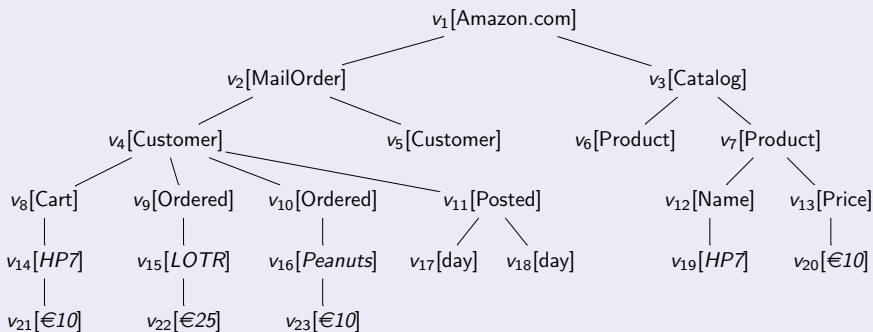 v₁[Amazon.com]
v₂[MailOrder] v₃[Catalog]
v₄[Customer] v₅[Customer] v₆[Product] v₇[Product]
v₈[Cart] v₉[Ordered] v₁₀[Ordered] v₁₁[Posted] v₁₂[Name] v₁₃[Price]
v₁₄[HP7] v₁₅[LOTR] v₁₆[Peanuts] v₁₇[day] v₁₈[day] v₁₉[HP7] v₂₀[€10]
v₂₁[€10] v₂₂[€25] v₂₃[€10]